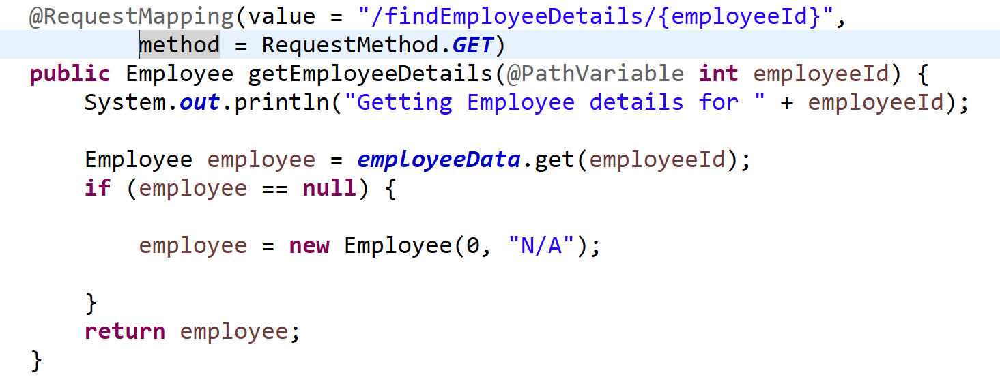 @RequestMapping(value = "/findEmployeeDetails/{employeeId}",
method = RequestMethod.GET)
public Employee getEmployeeDetails(@PathVariable int employeeId) {
System.out.println("Getting Employee details for " + employeeId);
Employee employee = employeeData.get(employeeId);
if (employee == null) {
employee = new Employee(0, "N/A");
}
return employee;
}